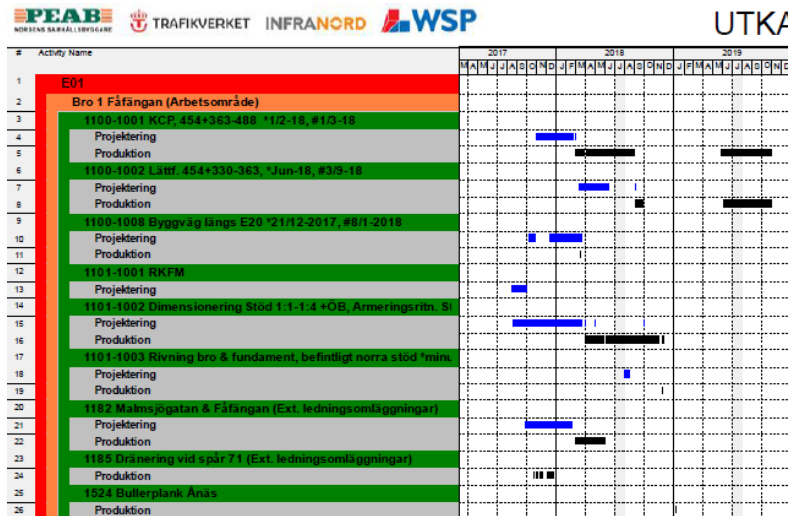 PEAB
NORDENS SAMHÄLLSBYGGARE
TRAFIKVERKET
INFRANORD
WSP
UTKA
# Activity Name 2017 2018 2019
M A M J J A S O N D J F M A M J J A S O N D J F M A M J J A S O N D
1 E01
2 Bro 1 Fåfängan (Arbetsområde)
3 1100-1001 KCP, 454+363-488 *1/2-18, #1/3-18
4 Projektering
5 Produktion
6 1100-1002 Lättf. 454+330-363, *Jun-18, #3/9-18
7 Projektering
8 Produktion
9 1100-1008 Byggväg längs E20 *21/12-2017, #8/1-2018
10 Projektering
11 Produktion
12 1101-1001 RKFM
13 Projektering
14 1101-1002 Dimensionering Stöd 1:1-1:4 +ÖB, Armeringsritn. S
15 Projektering
16 Produktion
17 1101-1003 Rivning bro & fundament, befintligt norra stöd *minu
18 Projektering
19 Produktion
20 1182 Malmsjögatan & Fåfängan (Ext. ledningsomläggningar)
21 Projektering
22 Produktion
23 1185 Dränering vid spår 71 (Ext. ledningsomläggningar)
24 Produktion
25 1524 Bullerplank Ånäs
26 Produktion